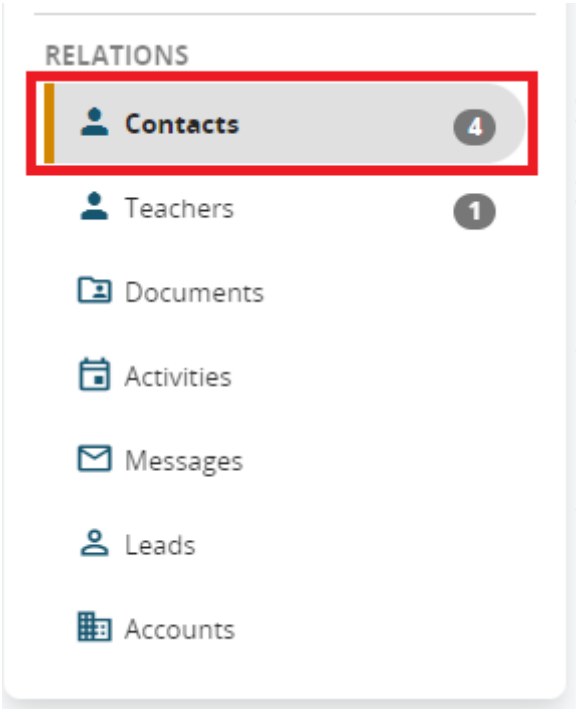 RELATIONS
Contacts 4
Teachers 1
Documents
Activities
Messages
Leads
Accounts